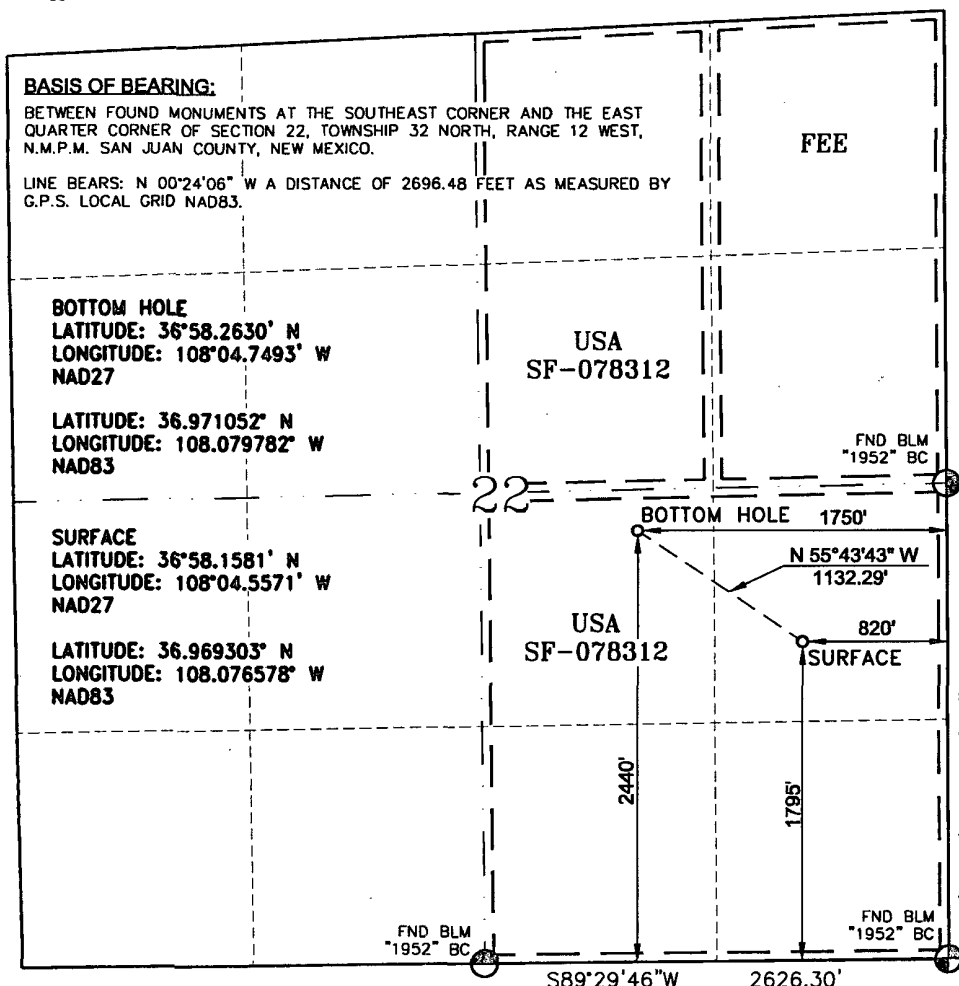 BASIS OF BEARING:
BETWEEN FOUND MONUMENTS AT THE SOUTHEAST CORNER AND THE EAST
QUARTER CORNER OF SECTION 22, TOWNSHIP 32 NORTH, RANGE 12 WEST,
N.M.P.M. SAN JUAN COUNTY, NEW MEXICO.
LINE BEARS: N 00°24'06" W A DISTANCE OF 2696.48 FEET AS MEASURED BY
G.P.S. LOCAL GRID NAD83.
FEE
BOTTOM HOLE
LATITUDE: 36°58.2630' N
LONGITUDE: 108°04.7493' W
NAD27
LATITUDE: 36.971052° N
LONGITUDE: 108.079782° W
NAD83
USA
SF-078312
FND BLM
"1952" BC
22
SURFACE
LATITUDE: 36°58.1581' N
LONGITUDE: 108°04.5571' W
NAD27
LATITUDE: 36.969303° N
LONGITUDE: 108.076578° W
NAD83
BOTTOM HOLE 1750'
N 55°43'43" W
1132.29'
USA
SF-078312
820'
SURFACE
2440'
1795'
FND BLM
"1952" BC
FND BLM
"1952" BC
S89°29'46"W 2626.30'